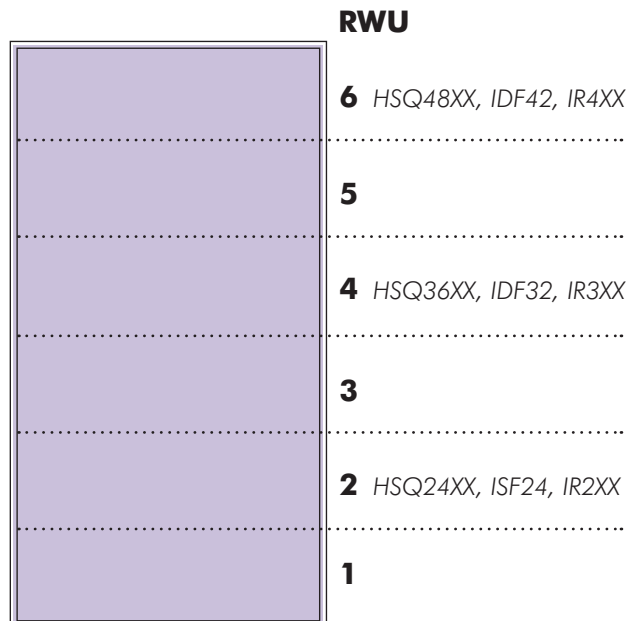 RWU
6 HSQ48XX, IDF42, IR4XX
5
4 HSQ36XX, IDF32, IR3XX
3
2 HSQ24XX, ISF24, IR2XX
1